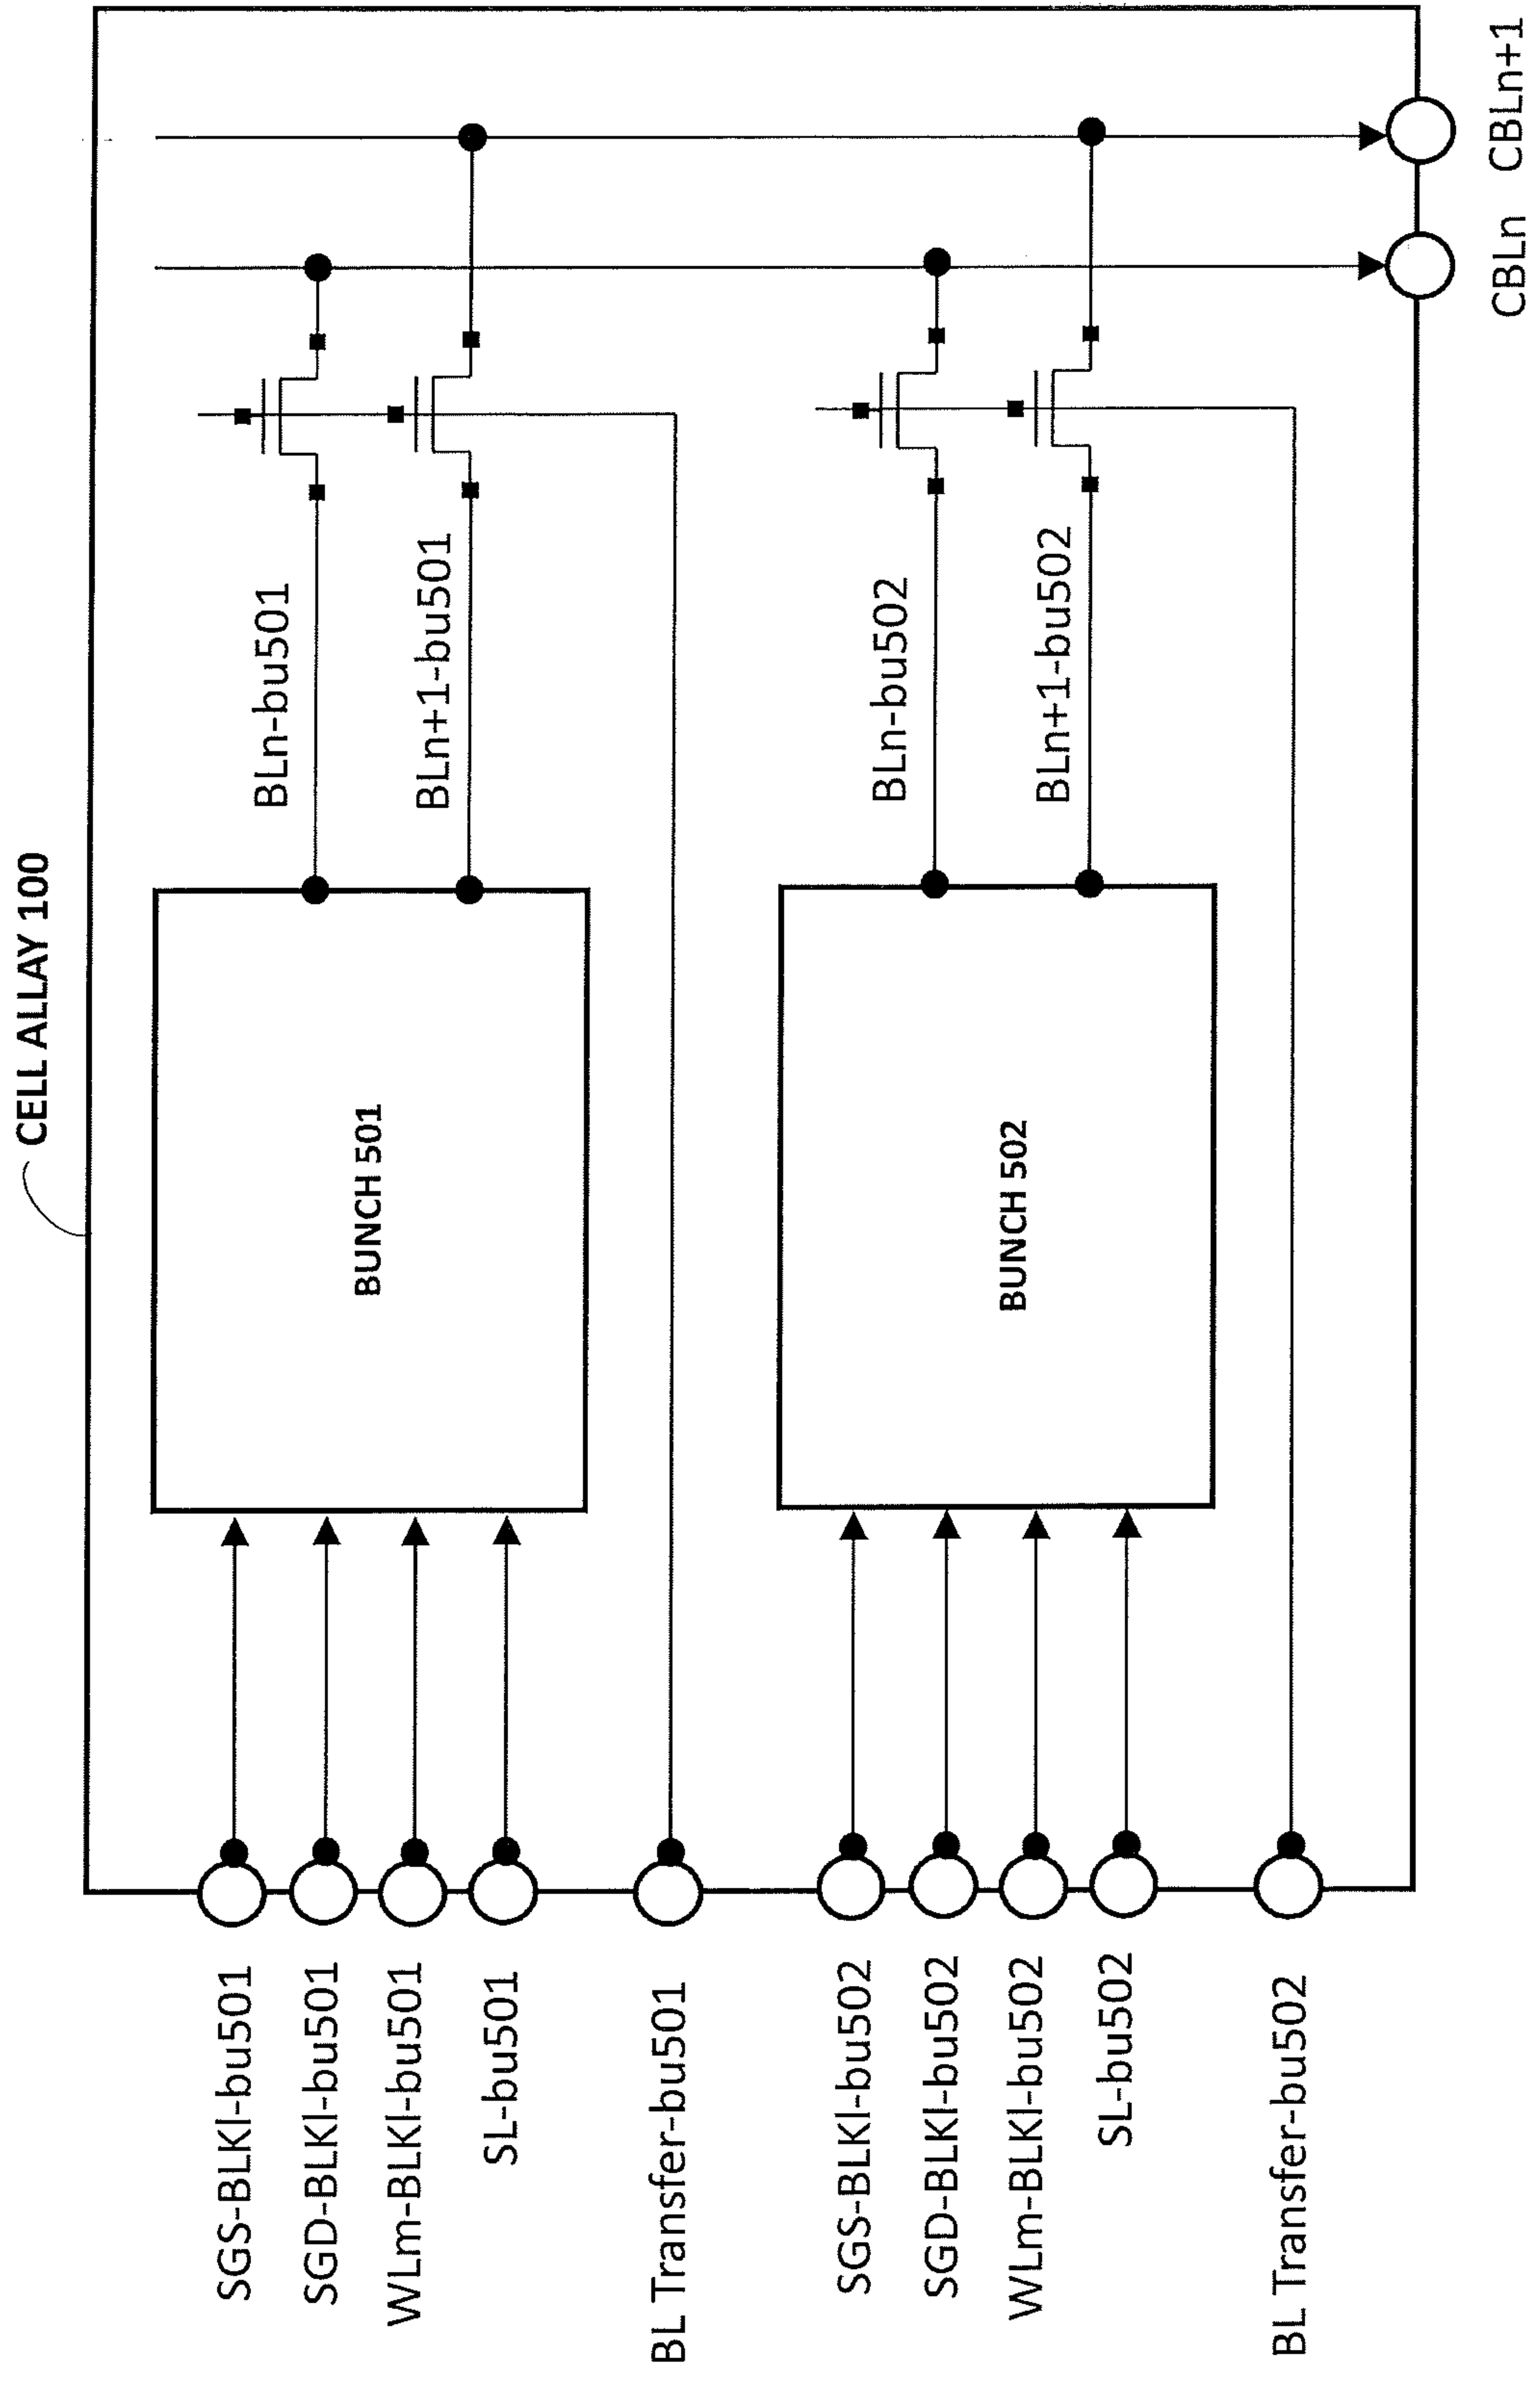 CELL ALLAY 100
SGS-BLKI-bu501
SGD-BLKI-bu501
WLm-BLKI-bu501
SL-bu501
BL Transfer-bu501
BUNCH 501
BLn-bu501
BLn+1-bu501
SGS-BLKI-bu502
SGD-BLKI-bu502
WLm-BLKI-bu502
SL-bu502
BL Transfer-bu502
BUNCH 502
BLn-bu502
BLn+1-bu502
CBLn
CBLn+1